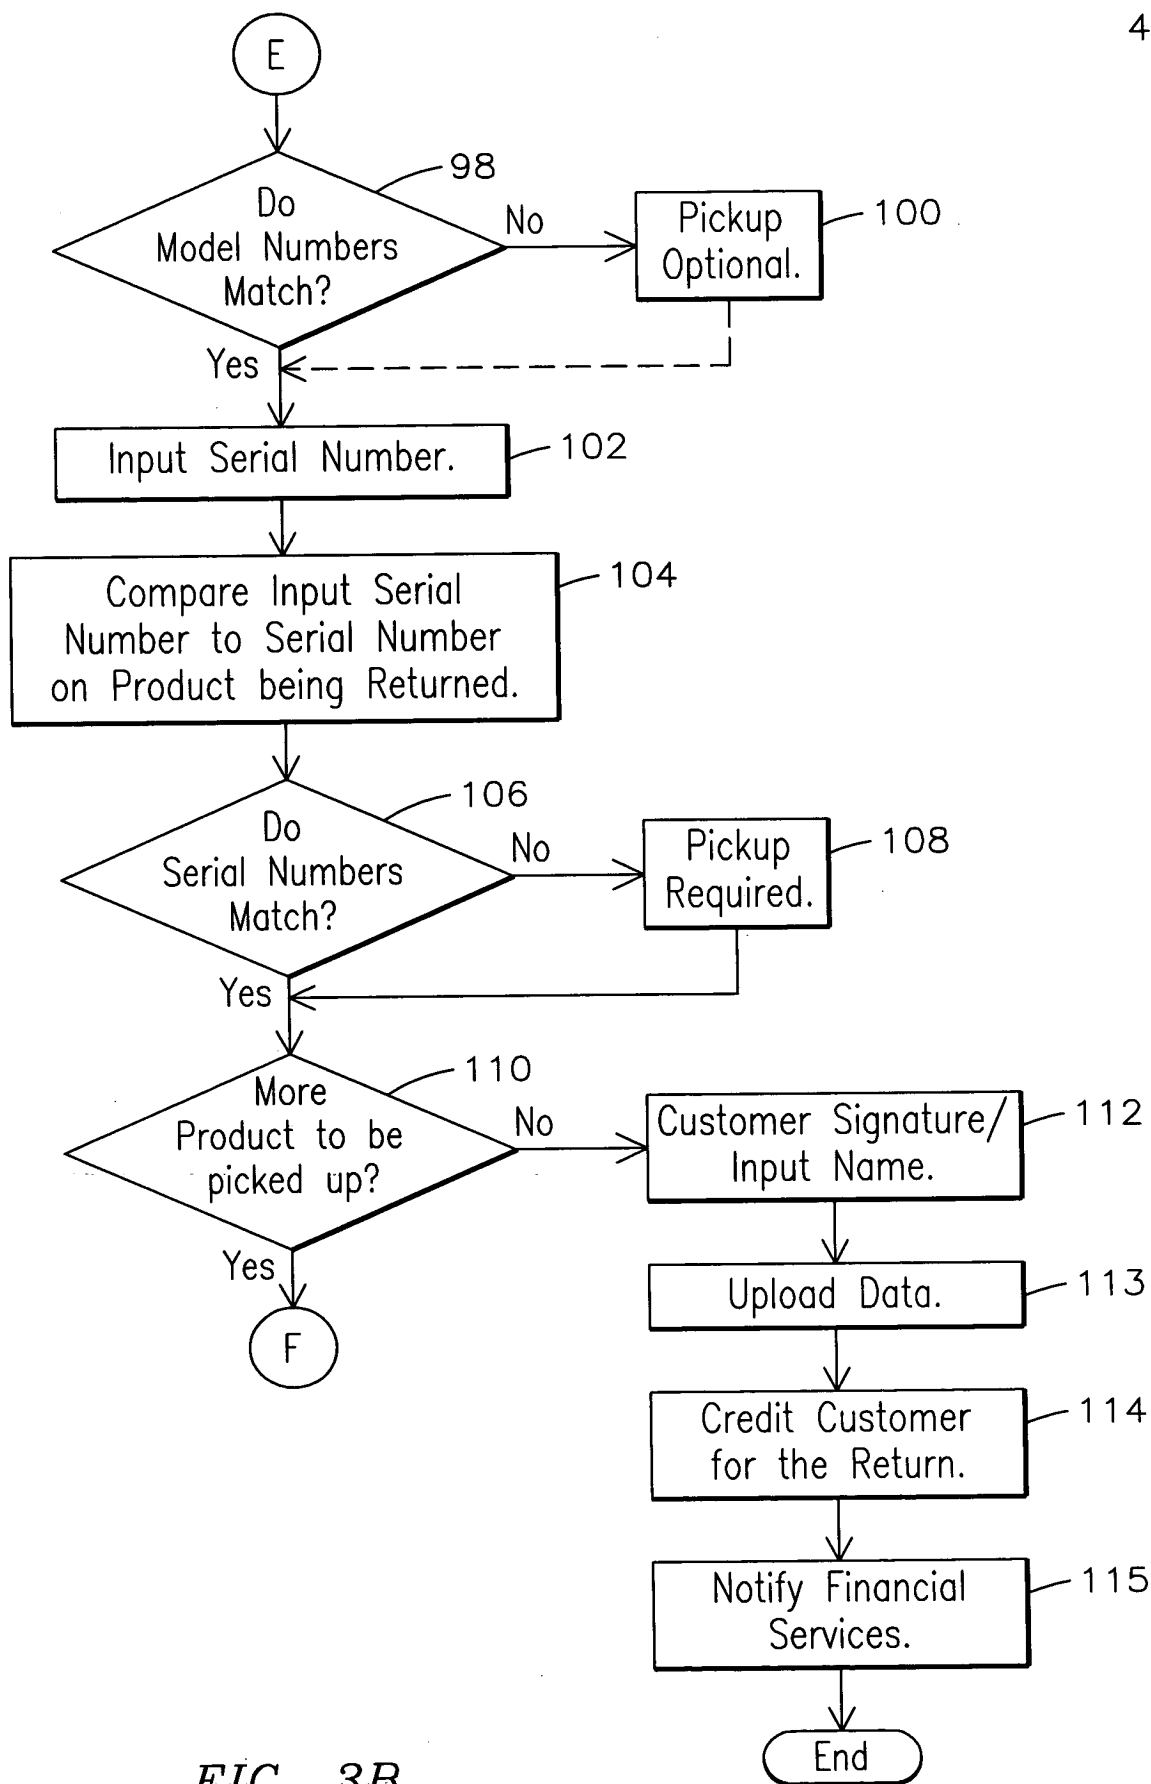 4
E
98
Do
Model Numbers
Match?
No
Pickup
Optional.
100
Yes
Input Serial Number.
102
Compare Input Serial
Number to Serial Number
on Product being Returned.
104
106
Do
Serial Numbers
Match?
No
Pickup
Required.
108
Yes
110
More
Product to be
picked up?
No
Customer Signature/
Input Name.
112
Yes
F
Upload Data.
113
Credit Customer
for the Return.
114
Notify Financial
Services.
115
End
FIG. 3B